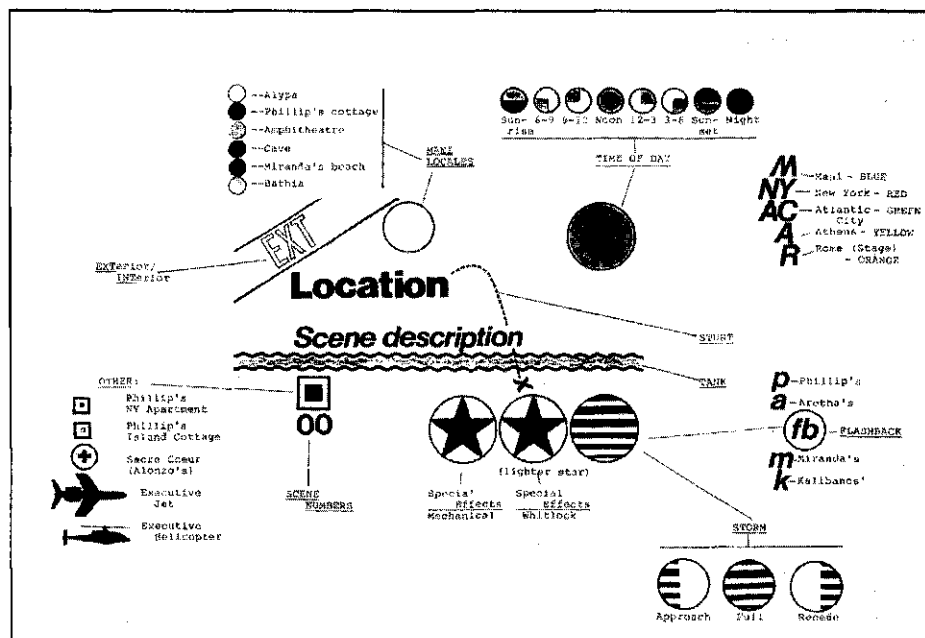 --Alypa
--Phillip's cottage
--Amphitheatre
--Cave
--Miranda's beach
--Bathia
MAXI
LOCALES
Sun-
rise
6-9
9-12
Noon
12-3
3-6
Sun-
set
Night
TIME OF DAY
M
NY
AC
A
R
Maui - BLUE
New York - RED
Atlantic - GREEN
City
Athens - YELLOW
Rome (Stage)
- ORANGE
EXT
EXTerior/
INTerior
Location
Scene description
STUNT
TANK
OTHER:
Phillip's
NY Apartment
Phillip's
Island Cottage
Sacre Coeur
(Alonzo's)
Executive
Jet
Executive
Helicopter
00
SCENE
NUMBERS
(lighter star)
Special
Effects
Mechanical
Special
Effects
Whitlock
p-Phillip's
a-Aretha's
fb
FLASHBACK
m-Miranda's
k-Kalibanos'
STORM
Approach
Full
Recede